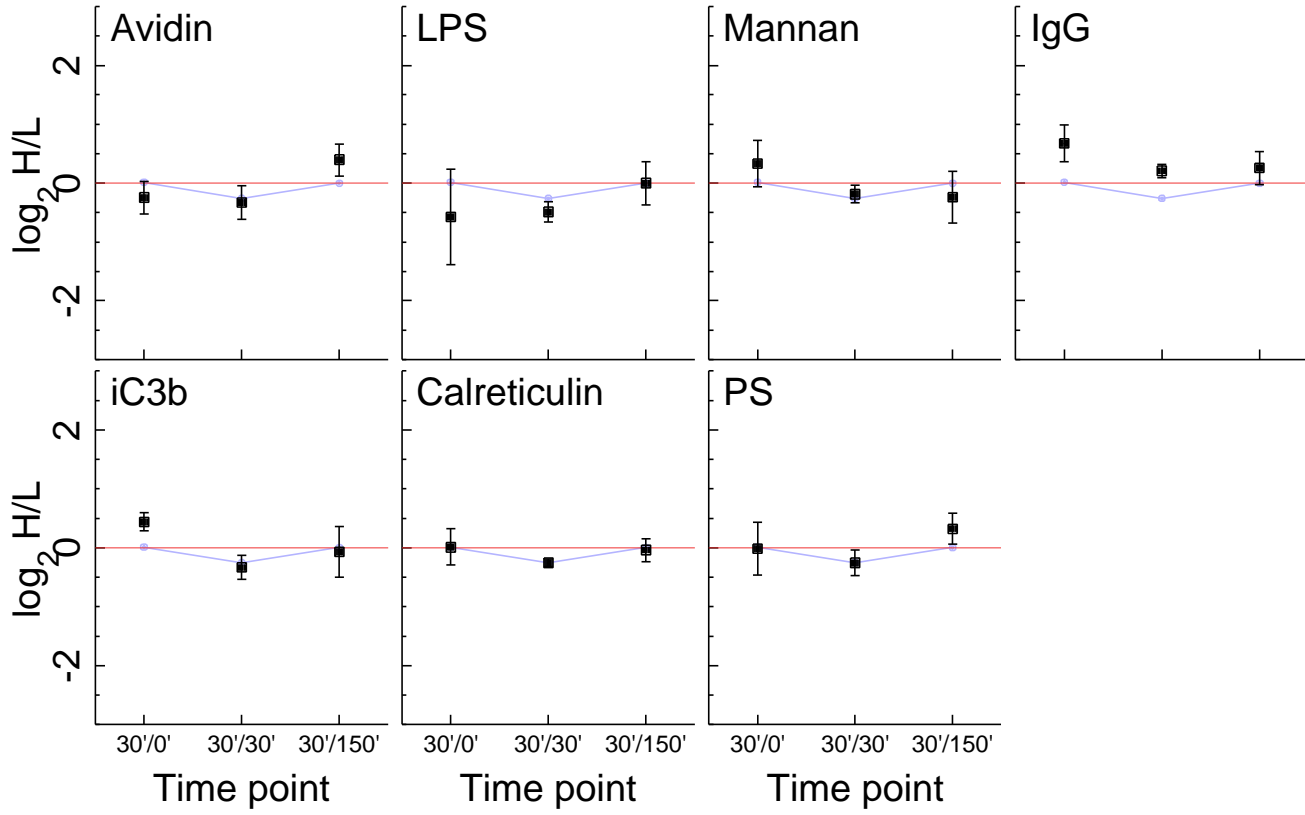 Avidin
LPS
Mannan
IgG
log2 H/L
2
0
-2
iC3b
Calreticulin
PS
log2 H/L
2
0
-2
30'/0' 30'/30' 30'/150'
30'/0' 30'/30' 30'/150'
30'/0' 30'/30' 30'/150'
Time point
Time point
Time point